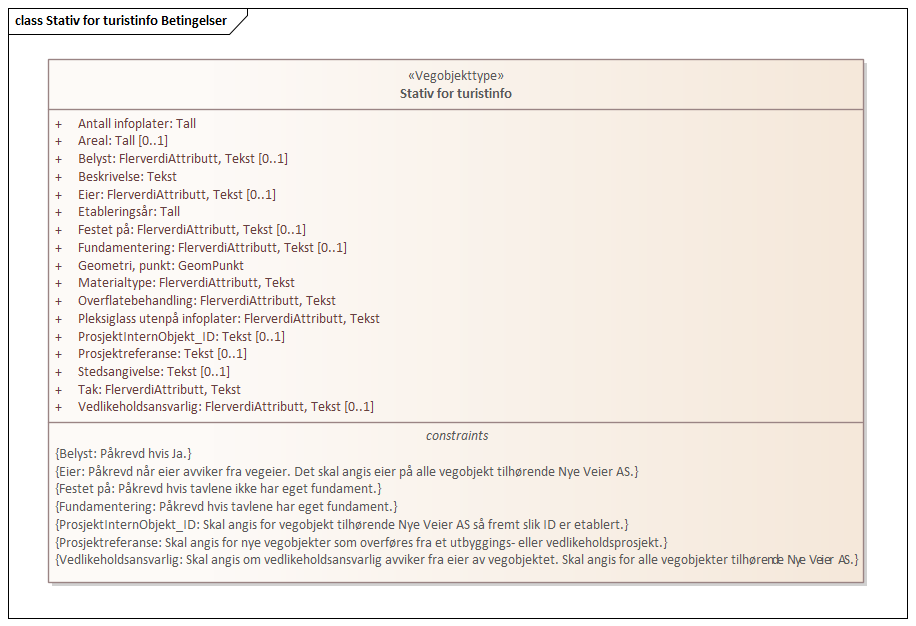 class Stativ for turistinfo Betingelser
«Vegobjekttype»
Stativ for turistinfo
+ Antall infoplater: Tall
+ Areal: Tall [0..1]
+ Belyst: FlerverdiAttributt, Tekst [0..1]
+ Beskrivelse: Tekst
+ Eier: FlerverdiAttributt, Tekst [0..1]
+ Etableringsår: Tall
+ Festet på: FlerverdiAttributt, Tekst [0..1]
+ Fundamentering: FlerverdiAttributt, Tekst [0..1]
+ Geometri, punkt: GeomPunkt
+ Materialtype: FlerverdiAttributt, Tekst
+ Overflatebehandling: FlerverdiAttributt, Tekst
+ Pleksiglass utenpå infoplater: FlerverdiAttributt, Tekst
+ ProsjektInternObjekt_ID: Tekst [0..1]
+ Prosjektreferanse: Tekst [0..1]
+ Stedsangivelse: Tekst [0..1]
+ Tak: FlerverdiAttributt, Tekst
+ Vedlikeholdsansvarlig: FlerverdiAttributt, Tekst [0..1]
constraints
{Belyst: Påkrevd hvis Ja.}
{Eier: Påkrevd når eier avviker fra vegeier. Det skal angis eier på alle vegobjekt tilhørende Nye Veier AS.}
{Festet på: Påkrevd hvis tavlene ikke har eget fundament.}
{Fundamentering: Påkrevd hvis tavlene har eget fundament.}
{ProsjektInternObjekt_ID: Skal angis for vegobjekt tilhørende Nye Veier AS så fremt slik ID er etablert.}
{Prosjektreferanse: Skal angis for nye vegobjekter som overføres fra et utbyggings- eller vedlikeholdsprosjekt.}
{Vedlikeholdsansvarlig: Skal angis om vedlikeholdsansvarlig avviker fra eier av vegobjektet. Skal angis for alle vegobjekter tilhørende Nye Veier AS.}